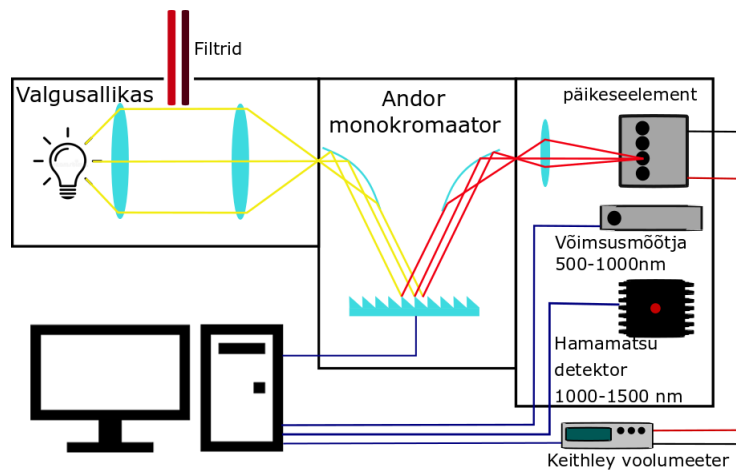 Filtrid
Valgusallikas
Andor
monokromaator
päikeseelement
Võimsusmõõtja
500-1000nm
Hamamatsu
detektor
1000-1500 nm
Keithley voolumeeter